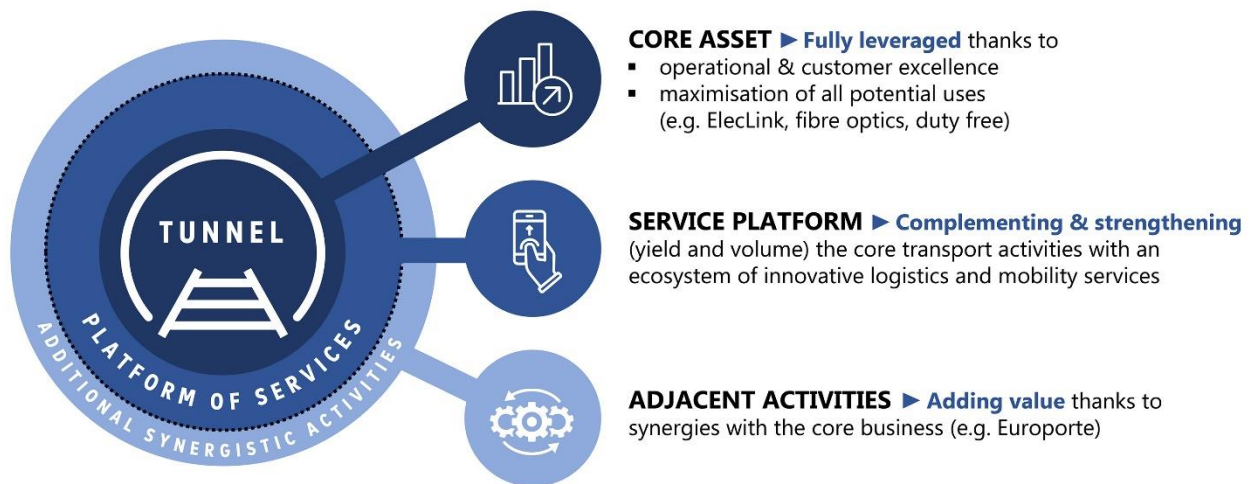 TUNNEL
PLATFORM OF SERVICES
ADDITIONAL SYNERGISTIC ACTIVITIES
CORE ASSET ► Fully leveraged thanks to
▪ operational & customer excellence
▪ maximisation of all potential uses
(e.g. ElecLink, fibre optics, duty free)
SERVICE PLATFORM ► Complementing & strengthening
(yield and volume) the core transport activities with an
ecosystem of innovative logistics and mobility services
ADJACENT ACTIVITIES ► Adding value thanks to
synergies with the core business (e.g. Europorte)